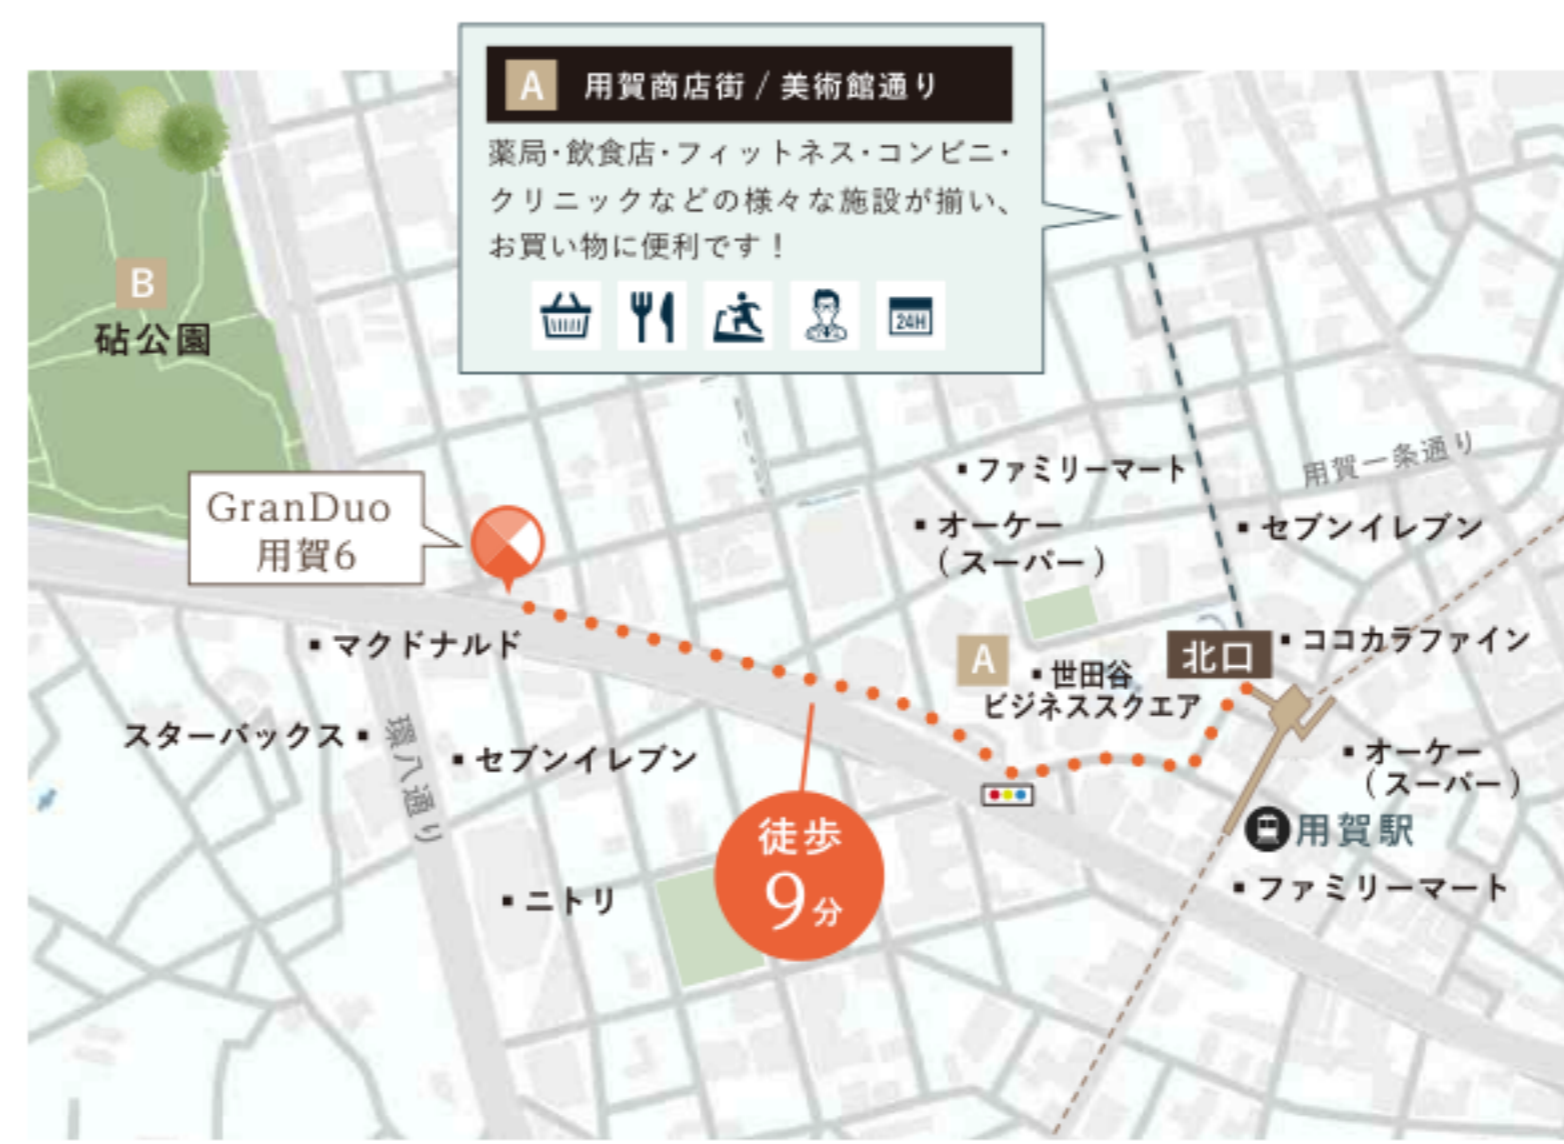 A 用賀商店街 / 美術館通り
薬局・飲食店・フィットネス・コンビニ・
クリニックなどの様々な施設が揃い、
お買い物に便利です！
24H
B
砧公園
GranDuo
用賀6
ファミリーマート
用賀一条通り
オーケー
（スーパー）
セブンイレブン
マクドナルド
A
世田谷
ビジネススクエア
北口
ココカラファイン
スターバックス
環八通り
セブンイレブン
オーケー
（スーパー）
徒歩
9分
用賀駅
ニトリ
ファミリーマート